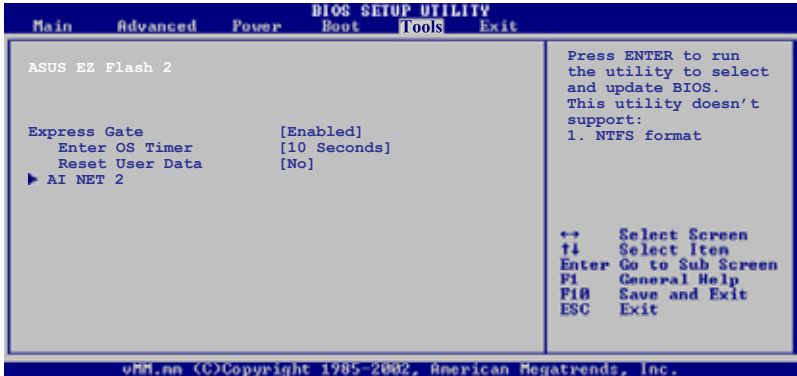 BIOS SETUP UTILITY
Main Advanced Power Boot Tools Exit
ASUS EZ Flash 2
Express Gate [Enabled]
Enter OS Timer [10 Seconds]
Reset User Data [No]
AI NET 2
Press ENTER to run
the utility to select
and update BIOS.
This utility doesn't
support:
1. NTFS format
↔ Select Screen
↑↓ Select Item
Enter Go to Sub Screen
F1 General Help
F10 Save and Exit
ESC Exit
vMM.mm (C)Copyright 1985-2002, American Megatrends, Inc.